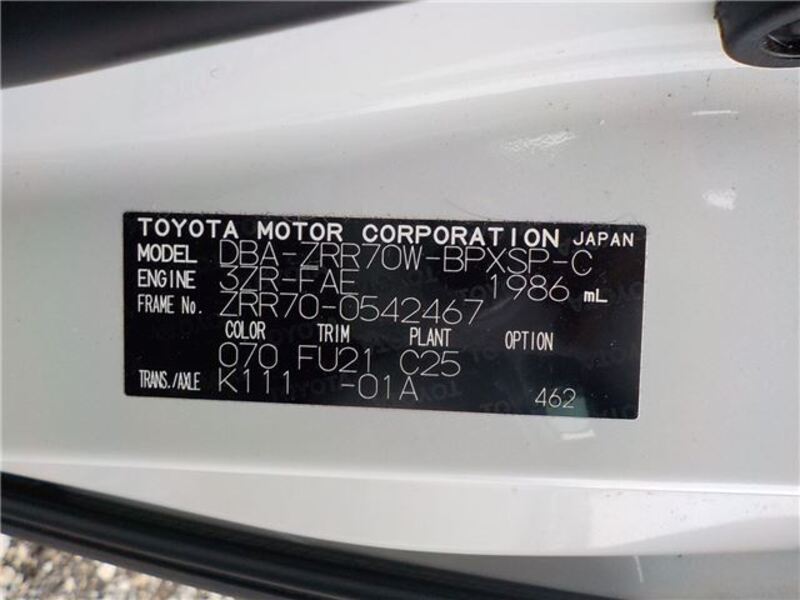 TOYOTA MOTOR CORPORATION JAPAN
MODEL DBA-ZRR70W-BPXSP-C
ENGINE 3ZR-FAE 1986 mL
FRAME No. ZRR70-0542467
COLOR TRIM PLANT OPTION
070 FU21 C25
TRANS./AXLE K111 -01A
462